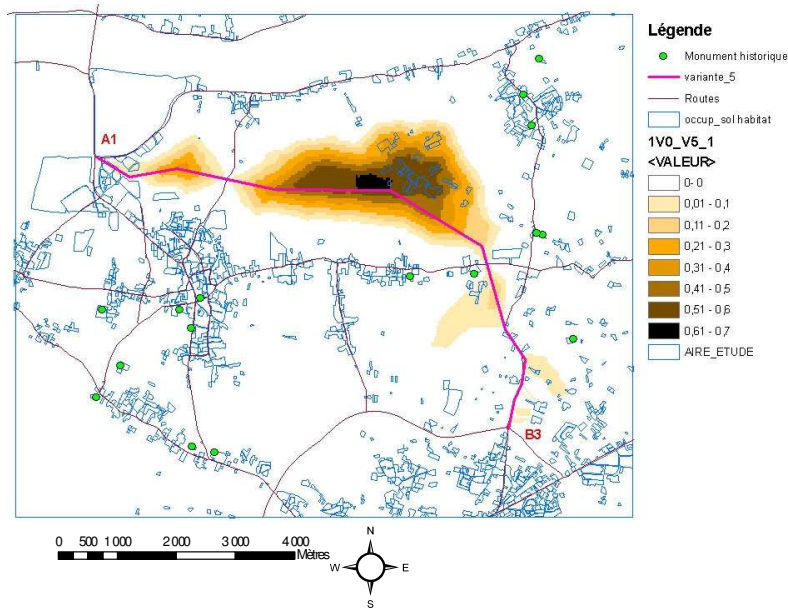 Légende
Monument historique
variante_5
Routes
occup_sol habitat
1V0_V5_1
<VALEUR>
0- 0
0,01 - 0,1
0,11 - 0,2
0,21 - 0,3
0,31 - 0,4
0,41 - 0,5
0,51 - 0,6
0,61 - 0,7
AIRE_ETUDE
A1
B3
0 500 1 000 2 000 3 000 4 000
Mètres
N
W E
S